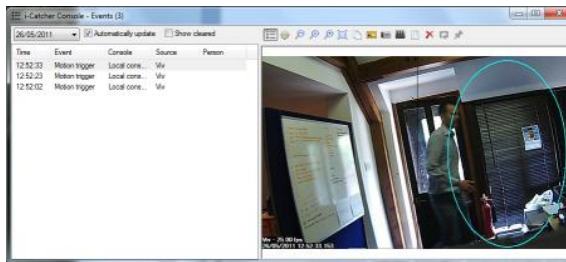 i-Catcher Console - Events (3)
26/05/2011 Automatically update Show cleared
Time Event Console Source Person
12:52:33 Motion trigger Local cons... Viv
12:52:23 Motion trigger Local cons... Viv
12:52:02 Motion trigger Local cons... Viv
Viv - 25.00 fps
26/05/2011 12:52:33.153